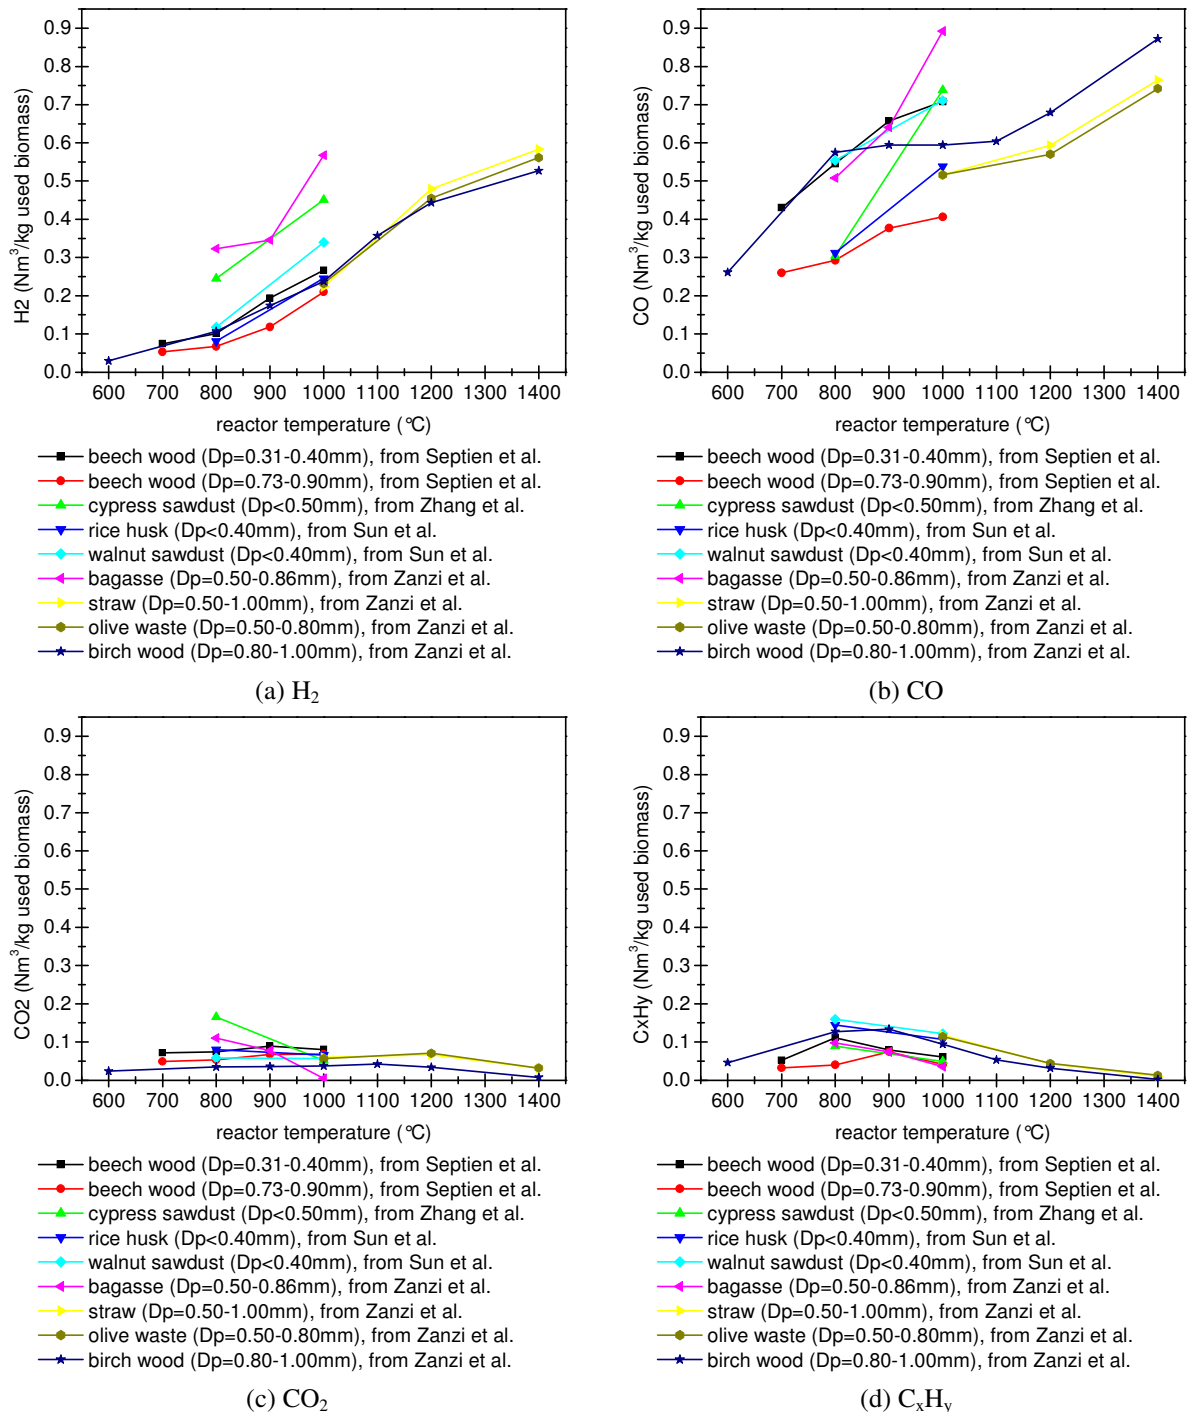 0.9
0.8
0.7
0.6
0.5
0.4
0.3
0.2
0.1
0.0
H2 (Nm³/kg used biomass)
600 700 800 900 1000 1100 1200 1300 1400
reactor temperature (°C)
beech wood (Dp=0.31-0.40mm), from Septien et al.
beech wood (Dp=0.73-0.90mm), from Septien et al.
cypress sawdust (Dp<0.50mm), from Zhang et al.
rice husk (Dp<0.40mm), from Sun et al.
walnut sawdust (Dp<0.40mm), from Sun et al.
bagasse (Dp=0.50-0.86mm), from Zanzi et al.
straw (Dp=0.50-1.00mm), from Zanzi et al.
olive waste (Dp=0.50-0.80mm), from Zanzi et al.
birch wood (Dp=0.80-1.00mm), from Zanzi et al.
(a) H₂
0.9
0.8
0.7
0.6
0.5
0.4
0.3
0.2
0.1
0.0
CO (Nm³/kg used biomass)
600 700 800 900 1000 1100 1200 1300 1400
reactor temperature (°C)
beech wood (Dp=0.31-0.40mm), from Septien et al.
beech wood (Dp=0.73-0.90mm), from Septien et al.
cypress sawdust (Dp<0.50mm), from Zhang et al.
rice husk (Dp<0.40mm), from Sun et al.
walnut sawdust (Dp<0.40mm), from Sun et al.
bagasse (Dp=0.50-0.86mm), from Zanzi et al.
straw (Dp=0.50-1.00mm), from Zanzi et al.
olive waste (Dp=0.50-0.80mm), from Zanzi et al.
birch wood (Dp=0.80-1.00mm), from Zanzi et al.
(b) CO
0.9
0.8
0.7
0.6
0.5
0.4
0.3
0.2
0.1
0.0
CO2 (Nm³/kg used biomass)
600 700 800 900 1000 1100 1200 1300 1400
reactor temperature (°C)
beech wood (Dp=0.31-0.40mm), from Septien et al.
beech wood (Dp=0.73-0.90mm), from Septien et al.
cypress sawdust (Dp<0.50mm), from Zhang et al.
rice husk (Dp<0.40mm), from Sun et al.
walnut sawdust (Dp<0.40mm), from Sun et al.
bagasse (Dp=0.50-0.86mm), from Zanzi et al.
straw (Dp=0.50-1.00mm), from Zanzi et al.
olive waste (Dp=0.50-0.80mm), from Zanzi et al.
birch wood (Dp=0.80-1.00mm), from Zanzi et al.
(c) CO₂
0.9
0.8
0.7
0.6
0.5
0.4
0.3
0.2
0.1
0.0
CxHy (Nm³/kg used biomass)
600 700 800 900 1000 1100 1200 1300 1400
reactor temperature (°C)
beech wood (Dp=0.31-0.40mm), from Septien et al.
beech wood (Dp=0.73-0.90mm), from Septien et al.
cypress sawdust (Dp<0.50mm), from Zhang et al.
rice husk (Dp<0.40mm), from Sun et al.
walnut sawdust (Dp<0.40mm), from Sun et al.
bagasse (Dp=0.50-0.86mm), from Zanzi et al.
straw (Dp=0.50-1.00mm), from Zanzi et al.
olive waste (Dp=0.50-0.80mm), from Zanzi et al.
birch wood (Dp=0.80-1.00mm), from Zanzi et al.
(d) CₓHᵧ